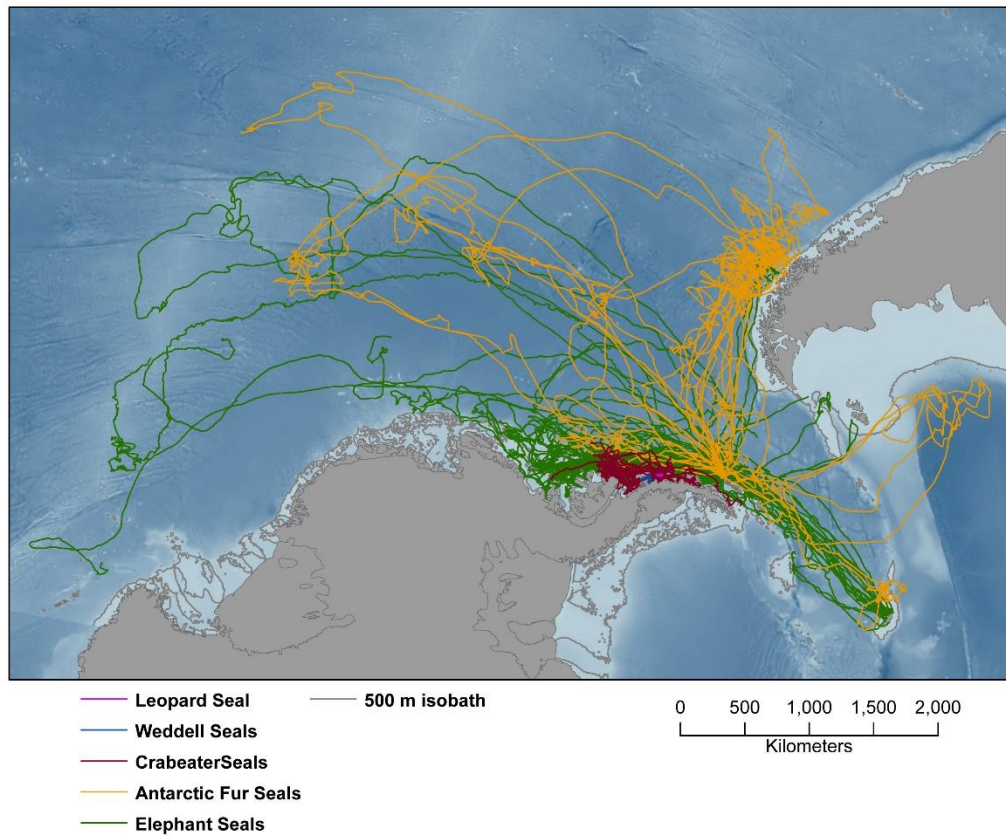 Leopard Seal
500 m isobath
Weddell Seals
CrabeaterSeals
Antarctic Fur Seals
Elephant Seals
0 500 1,000 1,500 2,000
Kilometers